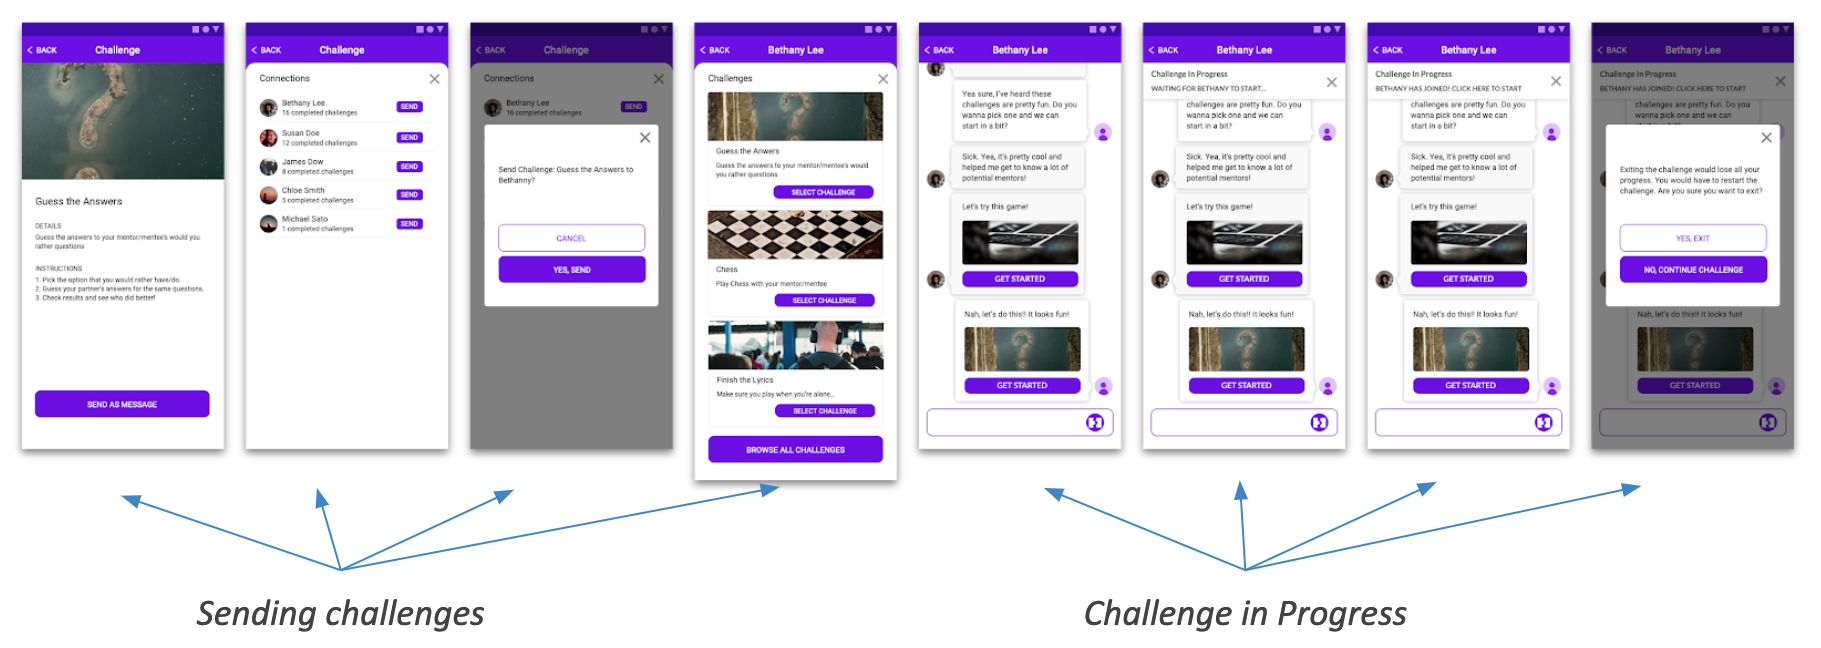 < BACK Challenge
Guess the Answers
DETAILS
Guess the answers to your mentor/mentee's would you
rather questions
INSTRUCTIONS
1. Pick the option that you would rather have/do.
2. Guess your partner's answers for the same questions.
3. Check results and see who did better!
SEND AS MESSAGE
< BACK Challenge
Connections
Bethany Lee
16 completed challenges
SEND
Susan Doe
12 completed challenges
SEND
James Dow
8 completed challenges
SEND
Chloe Smith
5 completed challenges
SEND
Michael Sato
1 completed challenges
SEND
< BACK Challenge
Connections
Bethany Lee
16 completed challenges
SEND
Send Challenge: Guess the Answers to
Bethanny?
CANCEL
YES, SEND
< BACK Bethany Lee
Challenges
Guess the Anwers
Guess the answers to your mentor/mentee's would
you rather questions
SELECT CHALLENGE
Chess
Play Chess with your mentor/mentee
SELECT CHALLENGE
Finish the Lyrics
Make sure you play when you're alone...
SELECT CHALLENGE
BROWSE ALL CHALLENGES
< BACK Bethany Lee
Yea sure, I've heard these
challenges are pretty fun. Do you
wanna pick one and we can
start in a bit?
Sick. Yea, it's pretty cool and
helped me get to know a lot of
potential mentors!
Let's try this game!
GET STARTED
Nah, let's do this!! It looks fun!
GET STARTED
< BACK Bethany Lee
Challenge In Progress
WAITING FOR BETHANY TO START...
challenges are pretty fun. Do you
wanna pick one and we can
start in a bit?
Sick. Yea, it's pretty cool and
helped me get to know a lot of
potential mentors!
Let's try this game!
GET STARTED
Nah, let's do this!! It looks fun!
GET STARTED
< BACK Bethany Lee
Challenge In Progress
BETHANY HAS JOINED! CLICK HERE TO START
challenges are pretty fun. Do you
wanna pick one and we can
start in a bit?
Sick. Yea, it's pretty cool and
helped me get to know a lot of
potential mentors!
Let's try this game!
GET STARTED
Nah, let's do this!! It looks fun!
GET STARTED
< BACK Bethany Lee
Challenge In Progress
BETHANY HAS JOINED! CLICK HERE TO START
challenges are pretty fun. Do you
Exiting the challenge would lose all your
progress. You would have to restart the
challenge. Are you sure you want to exit?
YES, EXIT
NO, CONTINUE CHALLENGE
Nah, let's do this!! It looks fun!
GET STARTED
Sending challenges
Challenge in Progress